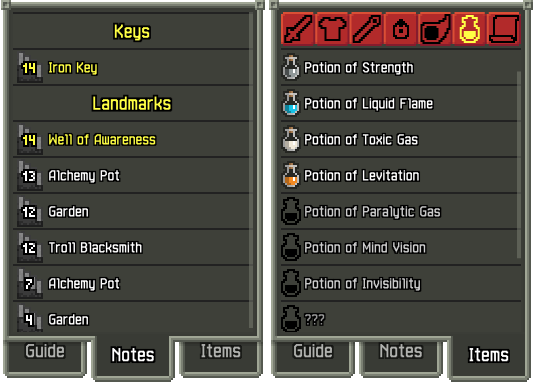 Keys
14 Iron Key
Landmarks
14 Well of Awareness
13 Alchemy Pot
12 Garden
12 Troll Blacksmith
7 Alchemy Pot
4 Garden
Guide Notes Items
Potion of Strength
Potion of Liquid Flame
Potion of Toxic Gas
Potion of Levitation
Potion of Paralytic Gas
Potion of Mind Vision
Potion of Invisibility
???
Guide Notes Items